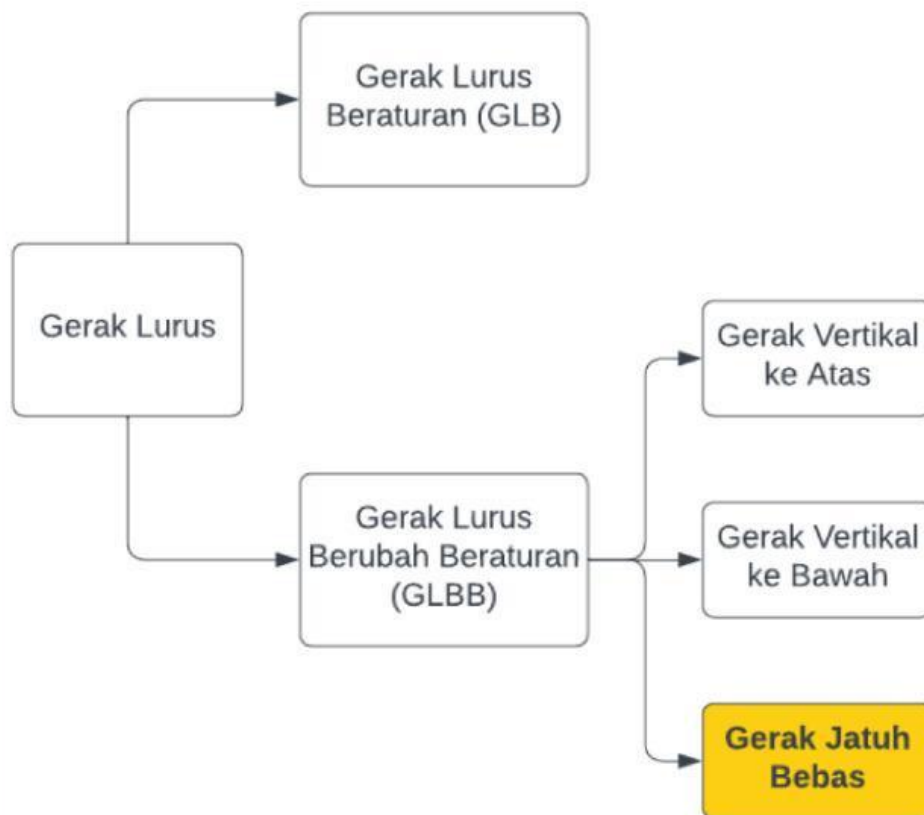 Gerak Lurus
Beraturan (GLB)
Gerak Lurus
Gerak Vertikal
ke Atas
Gerak Lurus
Berubah Beraturan
(GLBB)
Gerak Vertikal
ke Bawah
Gerak Jatuh
Bebas